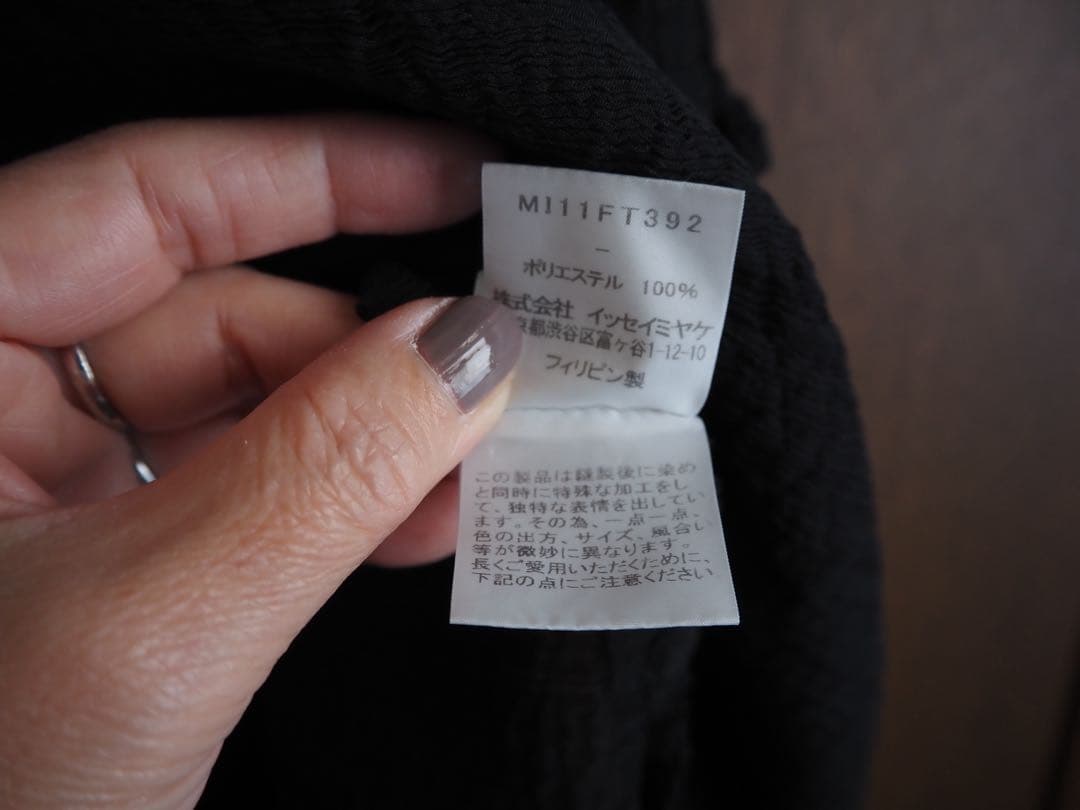 MI11FT392
-
ポリエステル 100%
株式会社 イッセイミヤケ
京都渋谷区富ヶ谷1-12-10
フィリピン製
この製品は縫製後に染め
と同時に特殊な加工をし
て、独特な表情を出してい
ます。その為、一点一点、
色の出方、サイズ、風合い
等が微妙に異なります。
長くご愛用いただくために、
下記の点にご注意ください